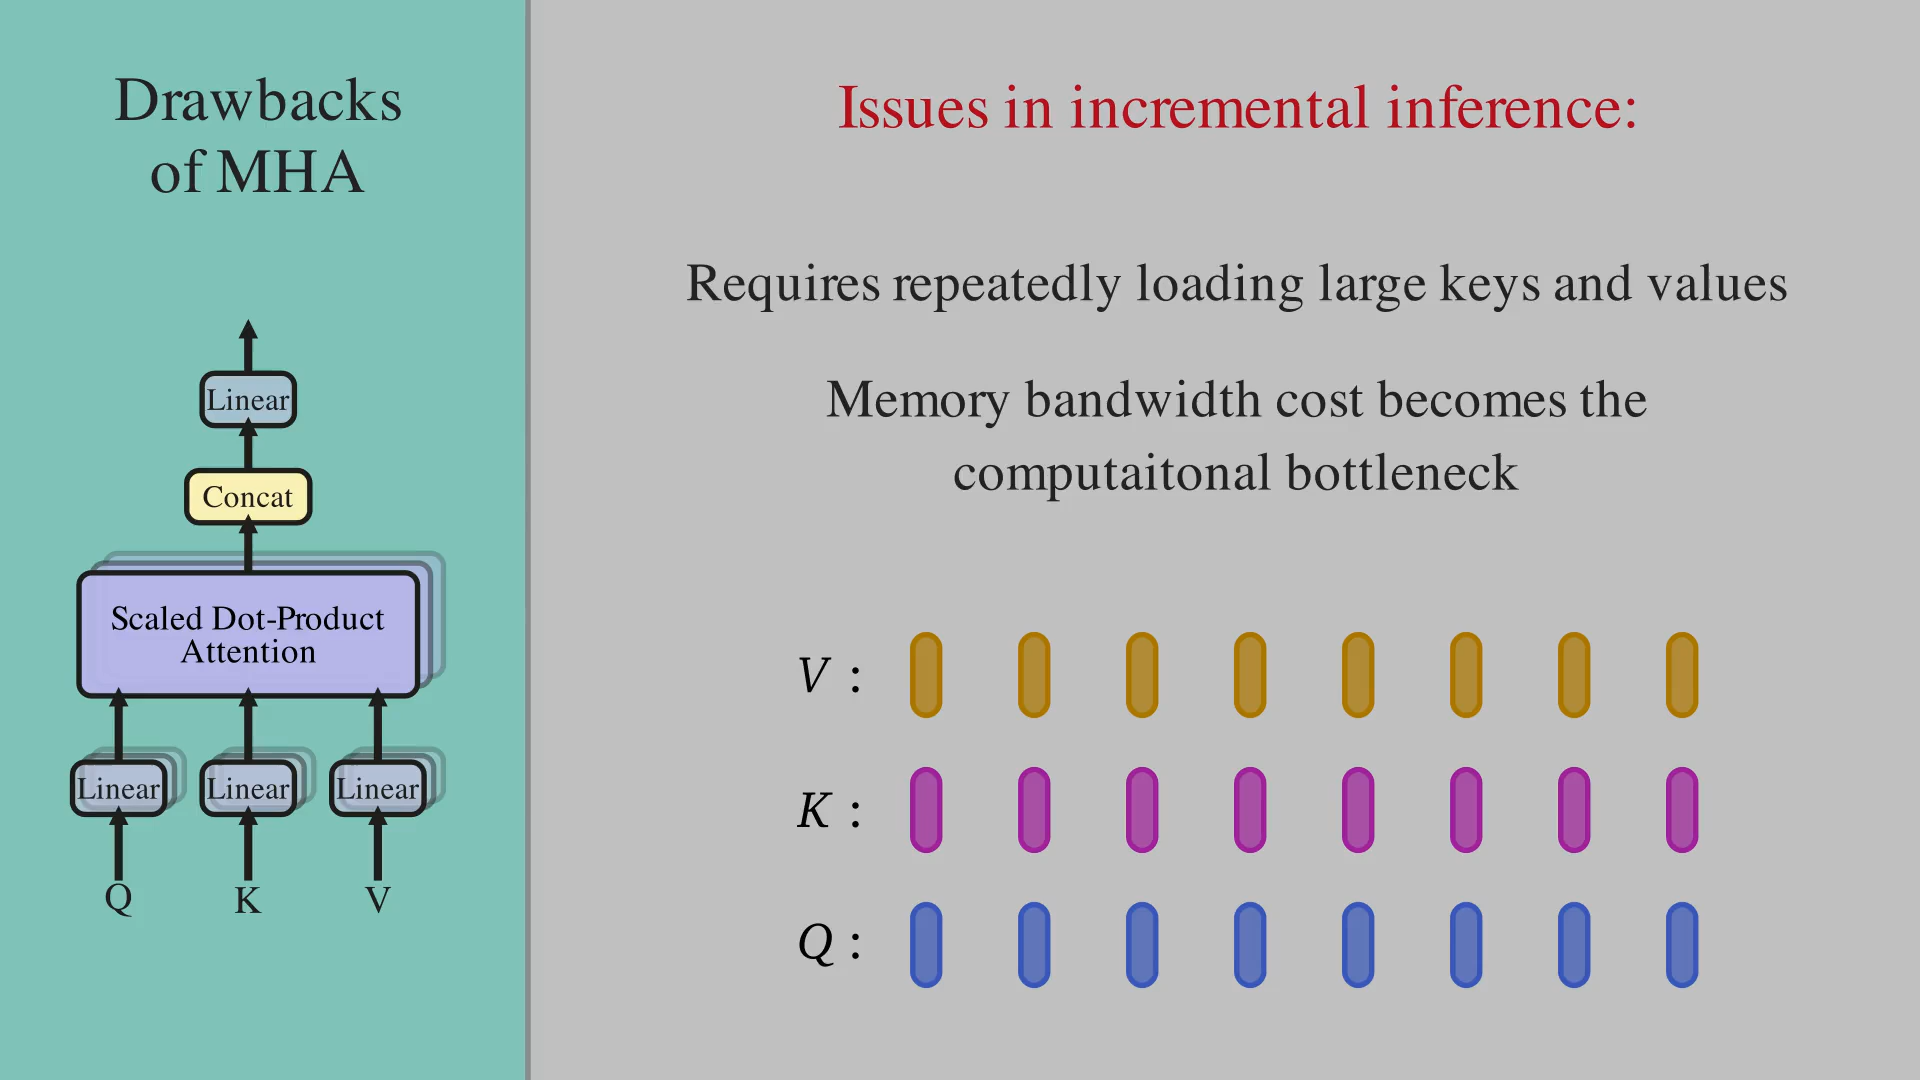 Drawbacks
of MHA
Linear
Concat
Scaled Dot-Product
Attention
Linear Linear Linear
Q K V
Issues in incremental inference:
Requires repeatedly loading large keys and values
Memory bandwidth cost becomes the
computaitonal bottleneck
V :
K :
Q :